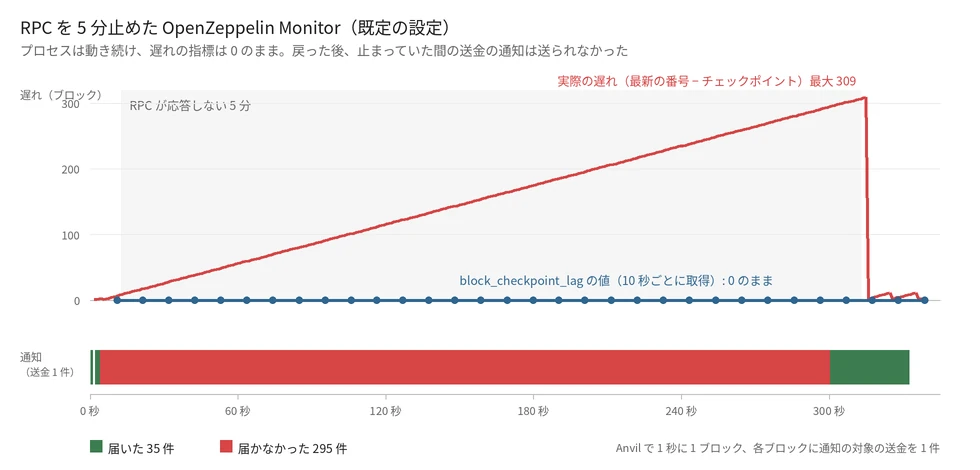 RPC を 5 分止めた OpenZeppelin Monitor（既定の設定）
プロセスは動き続け、遅れの指標は 0 のまま。戻った後、止まっていた間の送金の通知は送られなかった
実際の遅れ（最新の番号 − チェックポイント）最大 309
遅れ（ブロック）
RPC が応答しない 5 分
300
200
100
0
block_checkpoint_lag の値（10 秒ごとに取得）: 0 のまま
通知
（送金 1 件）
0 秒
60 秒
120 秒
180 秒
240 秒
300 秒
届いた 35 件
届かなかった 295 件
Anvil で 1 秒に 1 ブロック、各ブロックに通知の対象の送金を 1 件